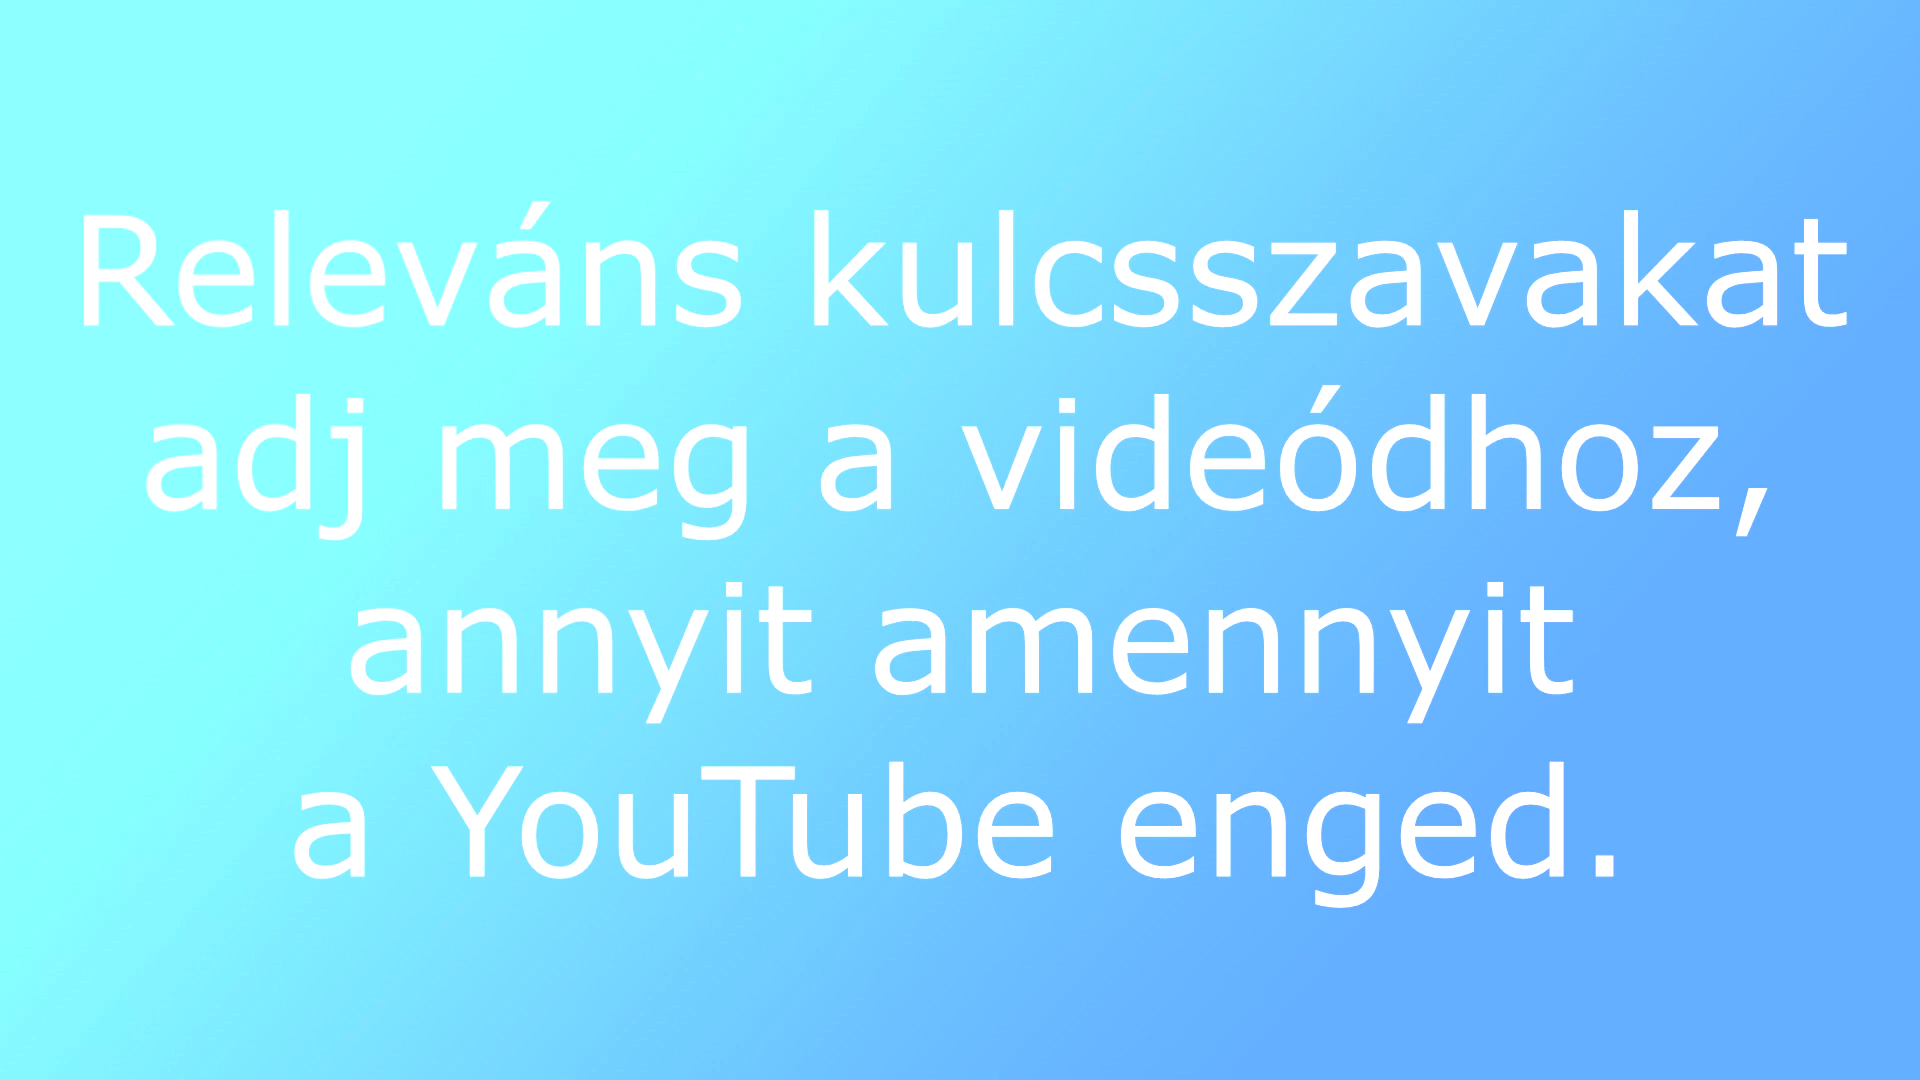 Releváns kulcsszavakat
adj meg a videódhoz,
annyit amennyit
a YouTube enged.